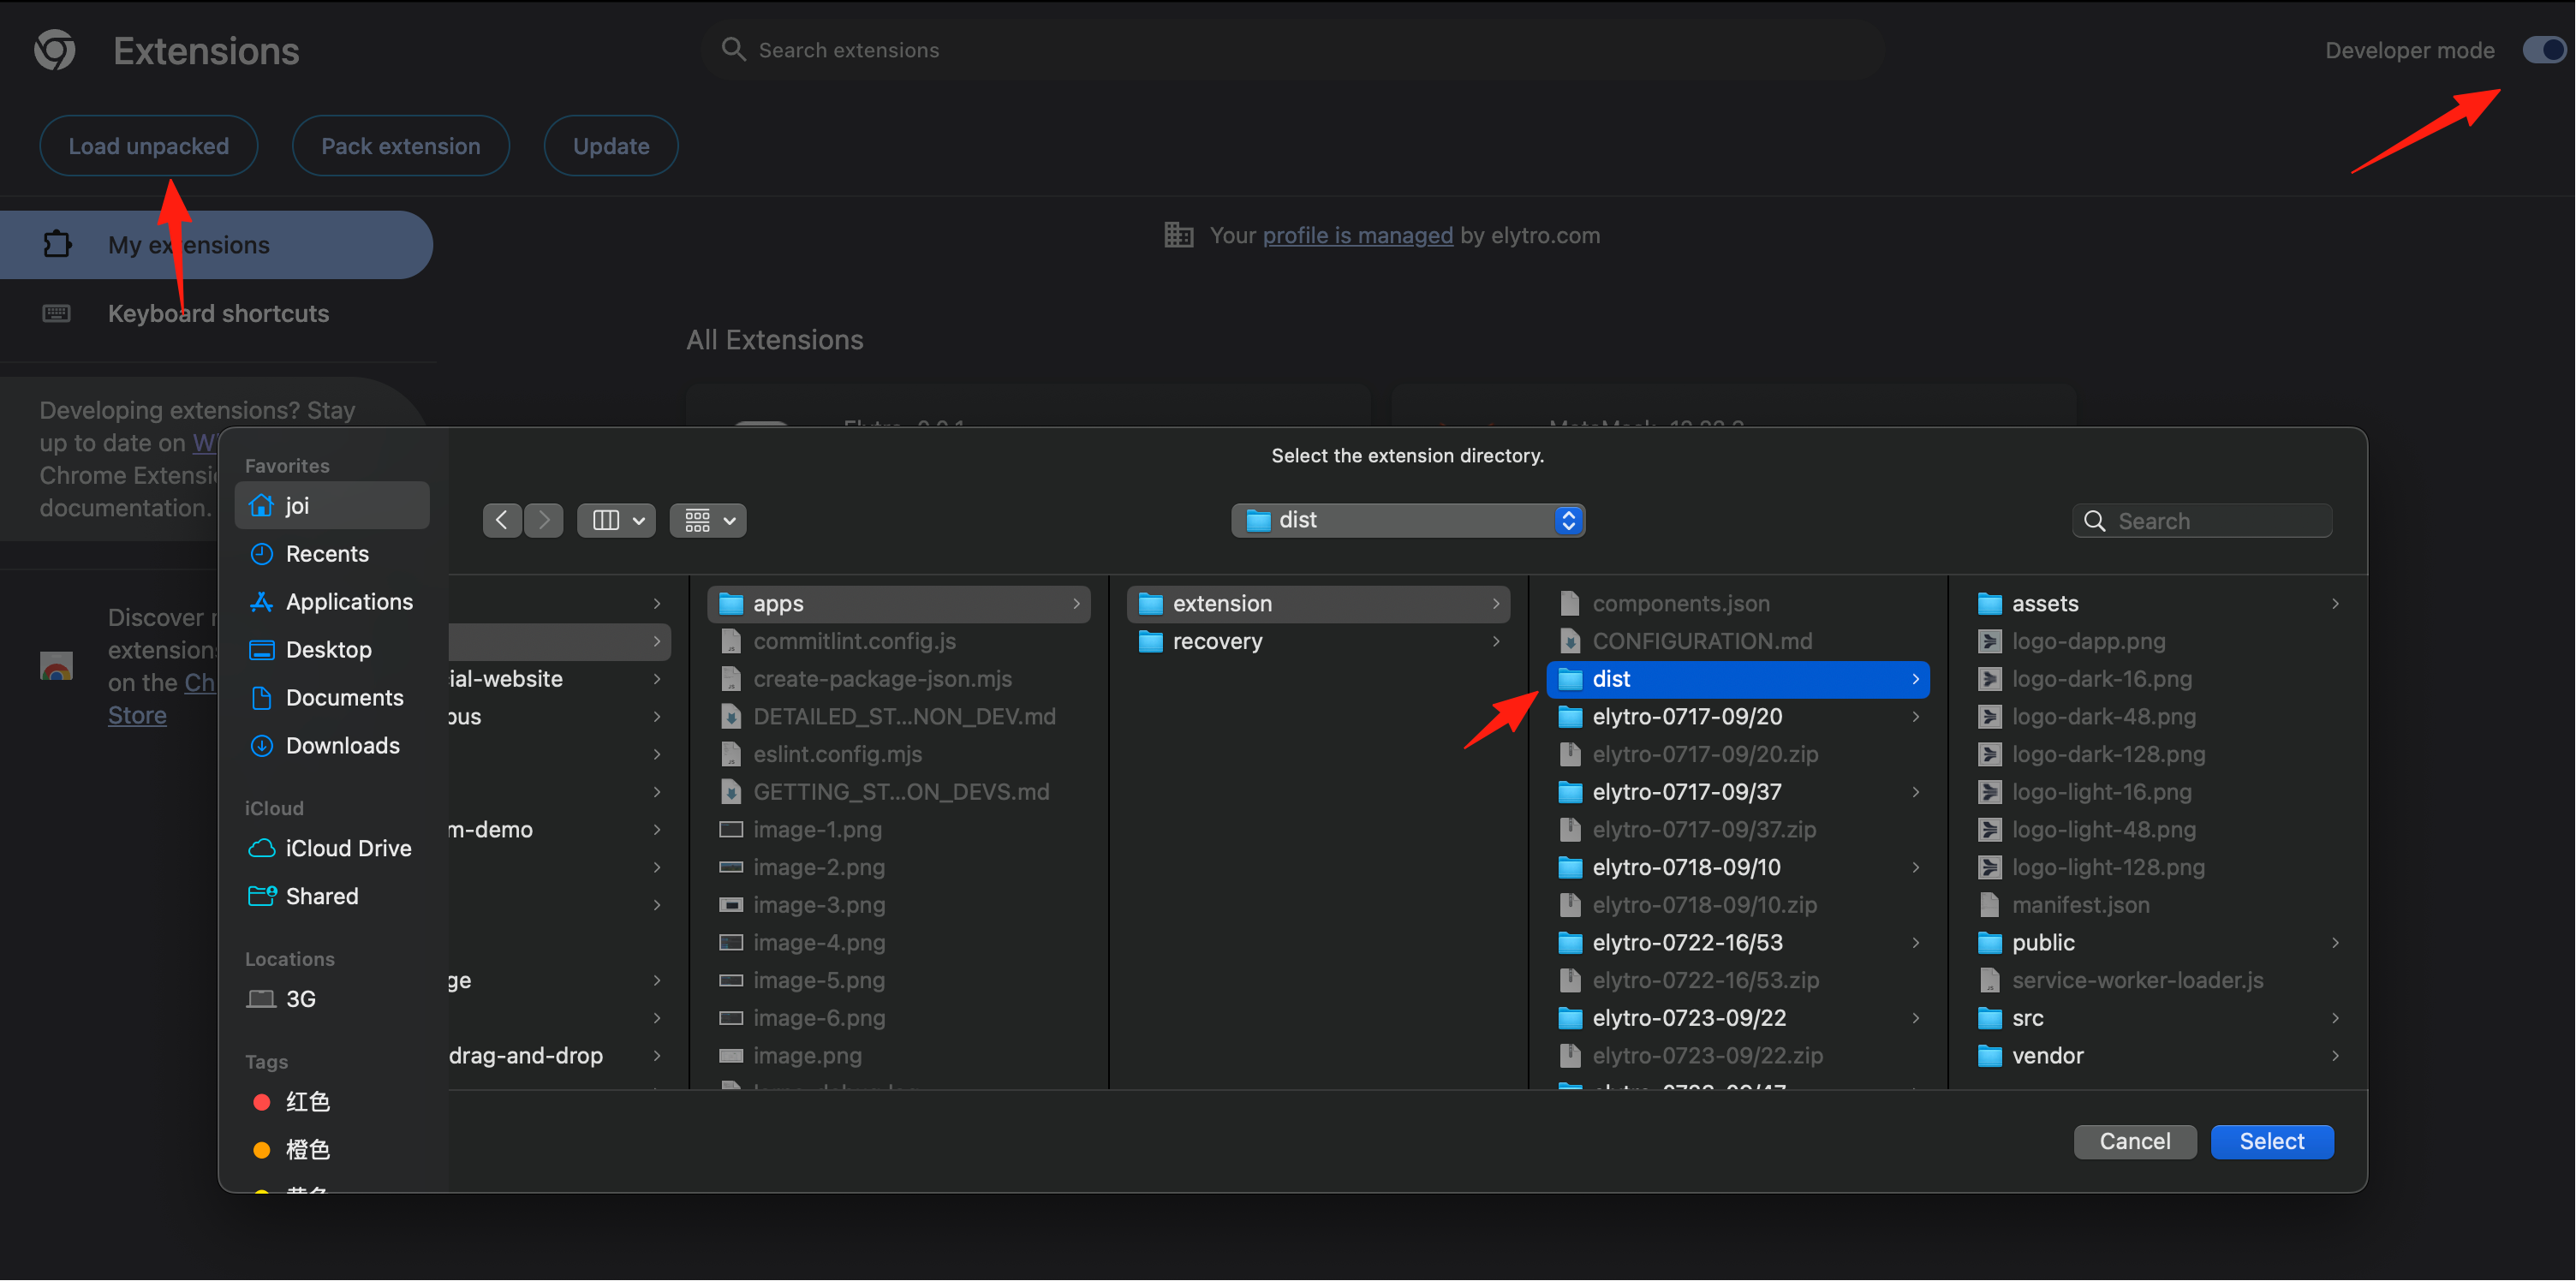 Extensions
Search extensions
Developer mode
Load unpacked
Pack extension
Update
My extensions
Your profile is managed by elytro.com
Keyboard shortcuts
All Extensions
Developing extensions? Stay
up to date on
Chrome
documentation.
Discover
on the
Store
Select the extension directory.
Favorites
joi
Recents
Applications
Desktop
Documents
Downloads
iCloud
iCloud Drive
Shared
Locations
3G
Tags
红色
橙色
dist
Search
ial-website
m-demo
drag-and-drop
apps
commitlint.config.js
create-package-json.mjs
DETAILED_ST...NON_DEV.md
eslint.config.mjs
GETTING_ST...ON_DEVS.md
image-1.png
image-2.png
image-3.png
image-4.png
image-5.png
image-6.png
image.png
extension
recovery
components.json
CONFIGURATION.md
dist
elytro-0717-09/20
elytro-0717-09/20.zip
elytro-0717-09/37
elytro-0717-09/37.zip
elytro-0718-09/10
elytro-0718-09/10.zip
elytro-0722-16/53
elytro-0722-16/53.zip
elytro-0723-09/22
elytro-0723-09/22.zip
assets
logo-dapp.png
logo-dark-16.png
logo-dark-48.png
logo-dark-128.png
logo-light-16.png
logo-light-48.png
logo-light-128.png
manifest.json
public
service-worker-loader.js
src
vendor
Cancel
Select